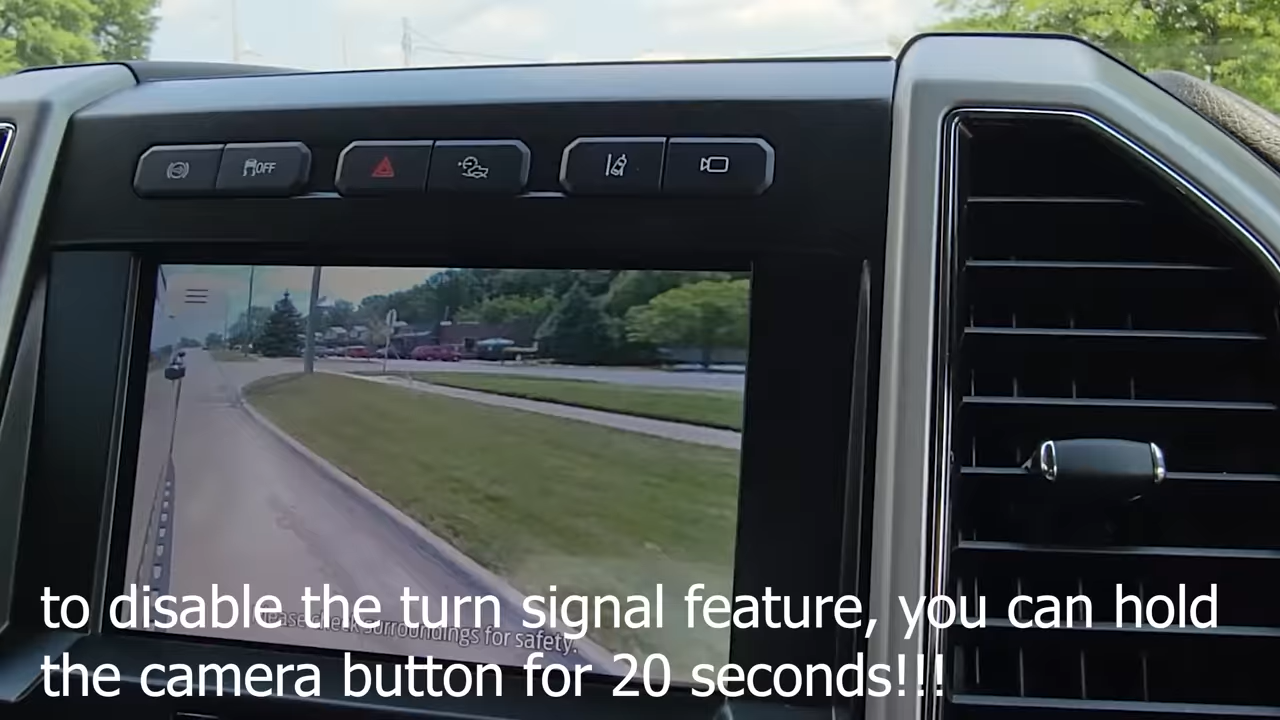 OFF
Please check surroundings for safety.
to disable the turn signal feature, you can hold
the camera button for 20 seconds!!!